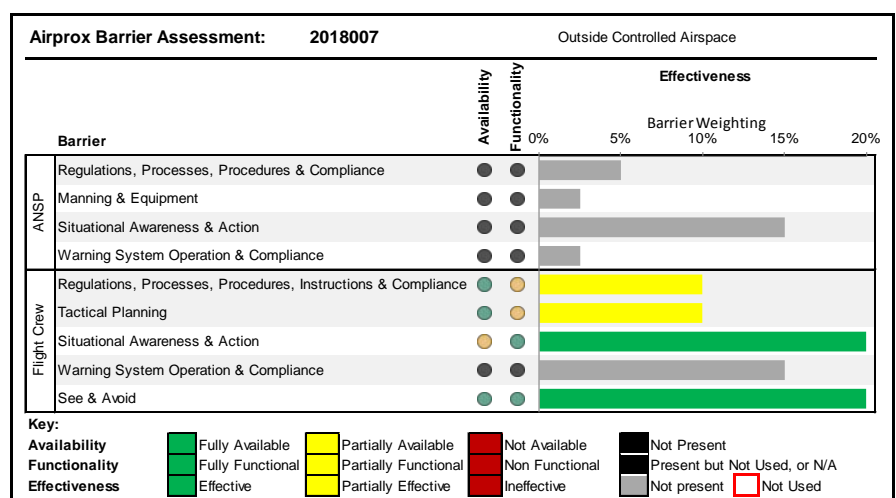 Airprox Barrier Assessment: 2018007 Outside Controlled Airspace
Barrier Availability Functionality Effectiveness
Barrier Weighting
0% 5% 10% 15% 20%
ANSP
Regulations, Processes, Procedures & Compliance
Manning & Equipment
Situational Awareness & Action
Warning System Operation & Compliance
Flight Crew
Regulations, Processes, Procedures, Instructions & Compliance
Tactical Planning
Situational Awareness & Action
Warning System Operation & Compliance
See & Avoid
Key:
Availability Fully Available Partially Available Not Available Not Present
Functionality Fully Functional Partially Functional Non Functional Present but Not Used, or N/A
Effectiveness Effective Partially Effective Ineffective Not present Not Used